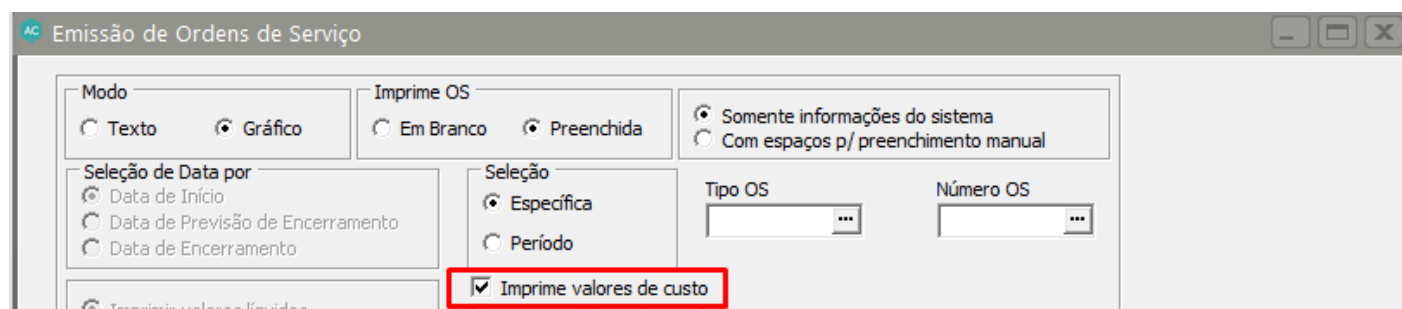 AC Emissão de Ordens de Serviço
Modo
Texto Gráfico
Imprime OS
Em Branco Preenchida
Somente informações do sistema
Com espaços p/ preenchimento manual
Seleção de Data por
Data de Início
Data de Previsão de Encerramento
Data de Encerramento
Seleção
Específica
Período
Tipo OS
...
Número OS
...
Imprime valores de custo